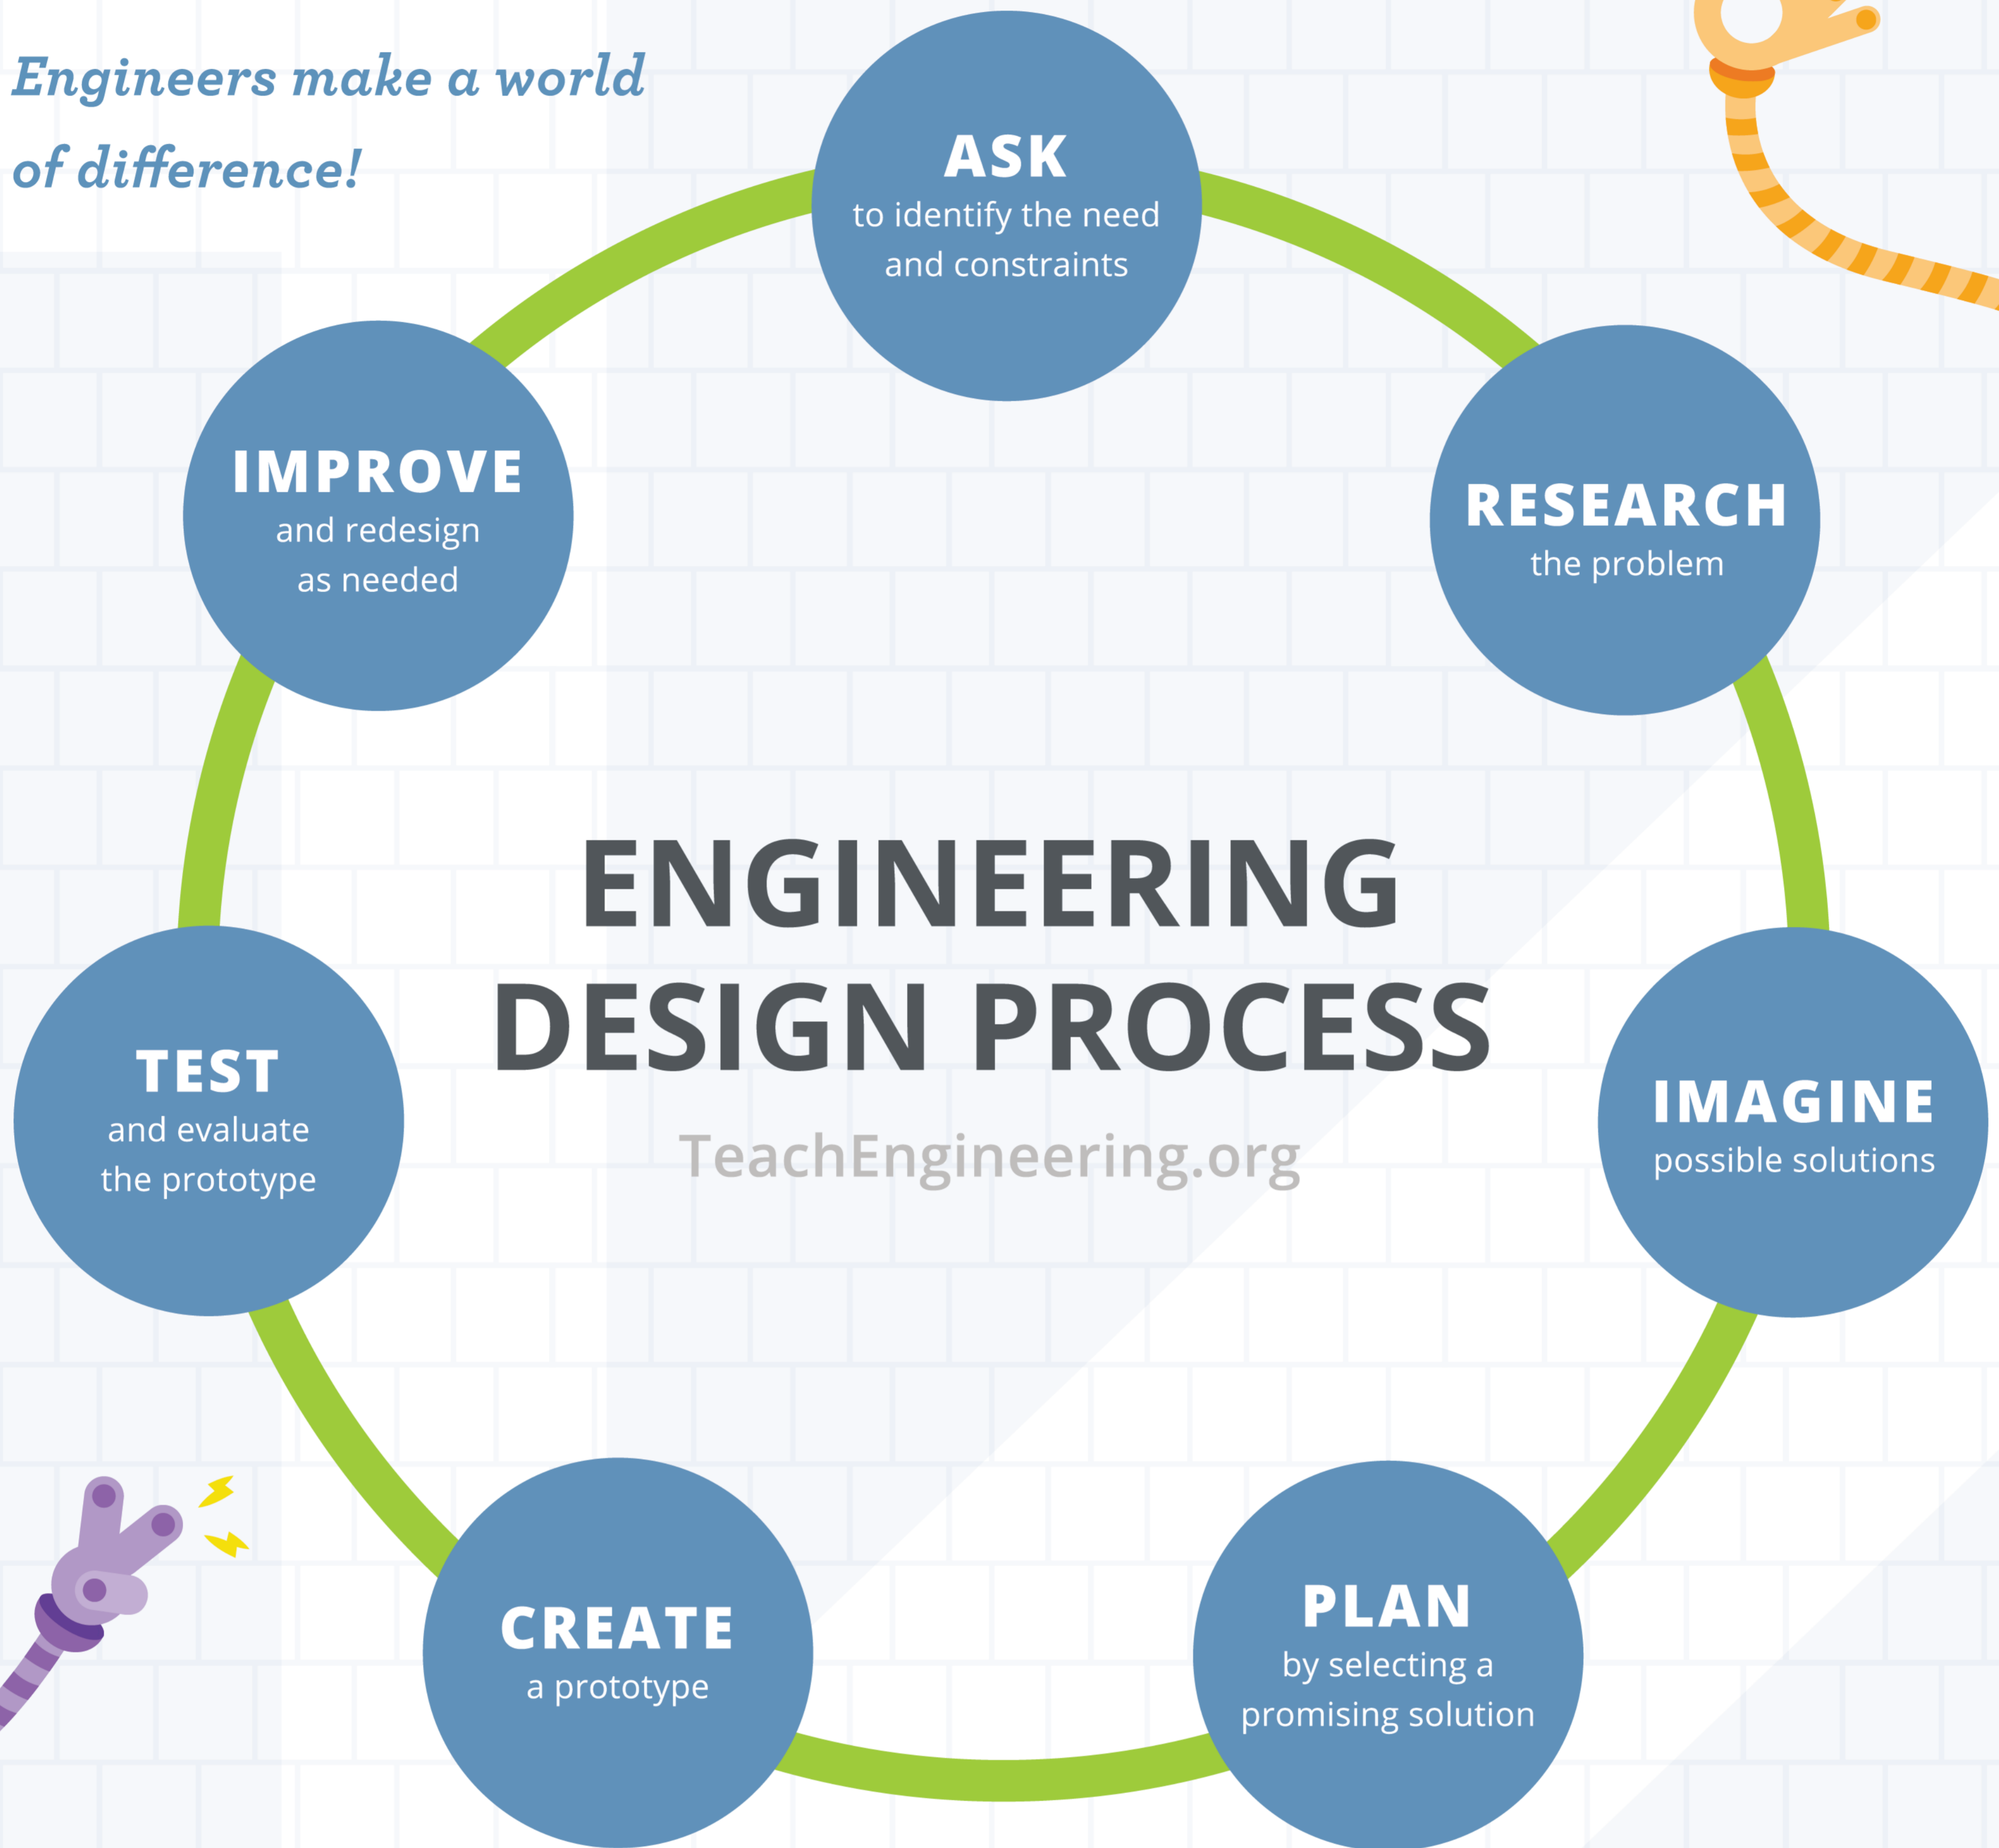 Engineers make a world
of difference!
ASK
to identify the need
and constraints
RESEARCH
the problem
IMAGINE
possible solutions
PLAN
by selecting a
promising solution
CREATE
a prototype
TEST
and evaluate
the prototype
IMPROVE
and redesign
as needed
ENGINEERING
DESIGN PROCESS
TeachEngineering.org